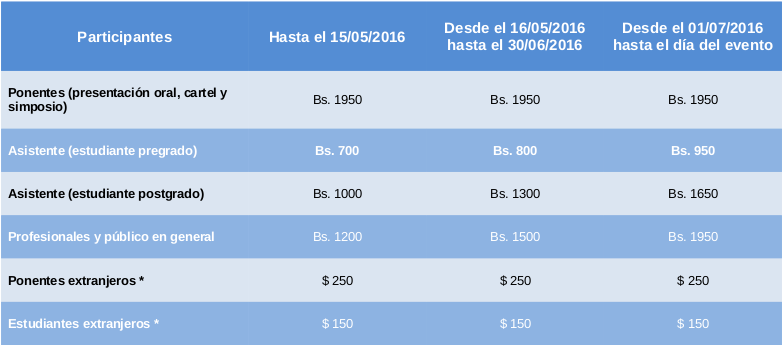 Participantes
Hasta el 15/05/2016
Desde el 16/05/2016
hasta el 30/06/2016
Desde el 01/07/2016
hasta el día del evento
Ponentes (presentación oral, cartel y
simposio)
Bs. 1950
Bs. 1950
Bs. 1950
Asistente (estudiante pregrado)
Bs. 700
Bs. 800
Bs. 950
Asistente (estudiante postgrado)
Bs. 1000
Bs. 1300
Bs. 1650
Profesionales y público en general
Bs. 1200
Bs. 1500
Bs. 1950
Ponentes extranjeros *
$ 250
$ 250
$ 250
Estudiantes extranjeros *
$ 150
$ 150
$ 150